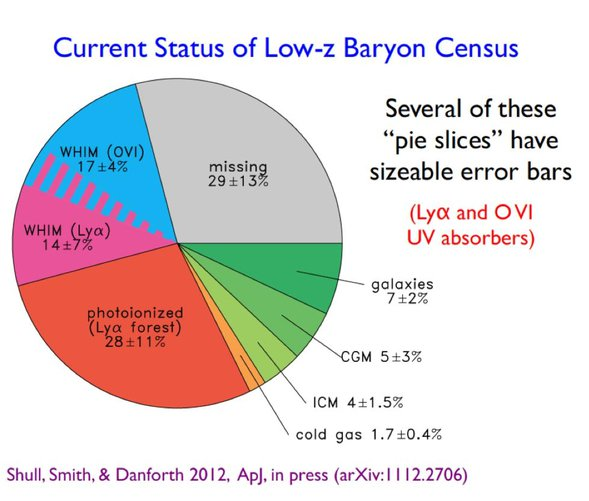 Current Status of Low-z Baryon Census
Several of these
“pie slices” have
sizeable error bars
(Lyα and OVI
UV absorbers)
WHIM (OVI)
17±4%
missing
29±13%
WHIM (Lyα)
14±7%
photoionized
(Lyα forest)
28±11%
galaxies
7±2%
CGM 5±3%
ICM 4±1.5%
cold gas 1.7±0.4%
Shull, Smith, & Danforth 2012, ApJ, in press (arXiv:1112.2706)